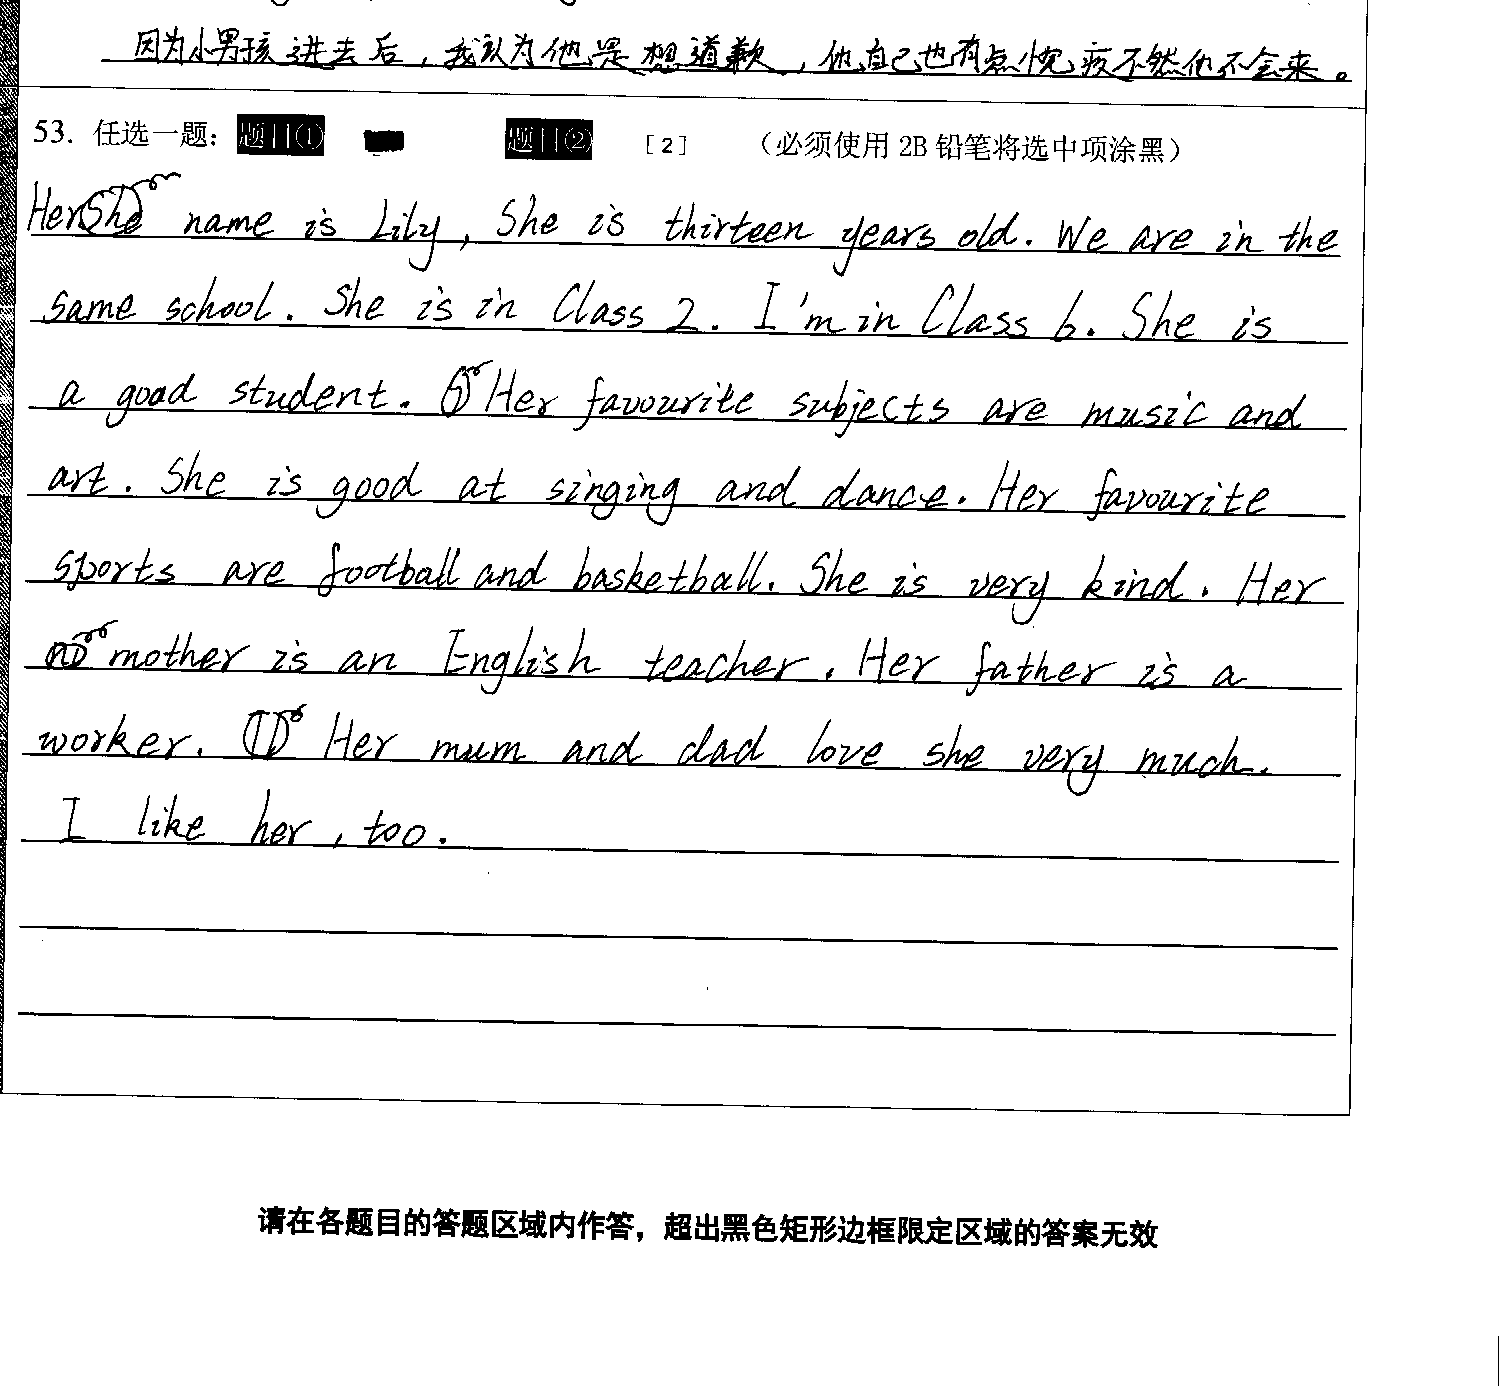 因为小男孩进去后，我认为他是想道歉，他自己也有点愧疚不然他不会来。
53. 任选一题： 题目① 题目② [2] （必须使用 2B 铅笔将选中项涂黑）
Her name is Lily, She is thirteen years old. We are in the
same school. She is in Class 2. I'm in Class 6. She is
a good student. Her favourite subjects are music and
art. She is good at singing and dance. Her favourite
sports are football and basketball. She is very kind. Her
mother is an English teacher. Her father is a
worker. Her mum and dad love she very much.
I like her, too.
请在各题目的答题区域内作答，超出黑色矩形边框限定区域的答案无效